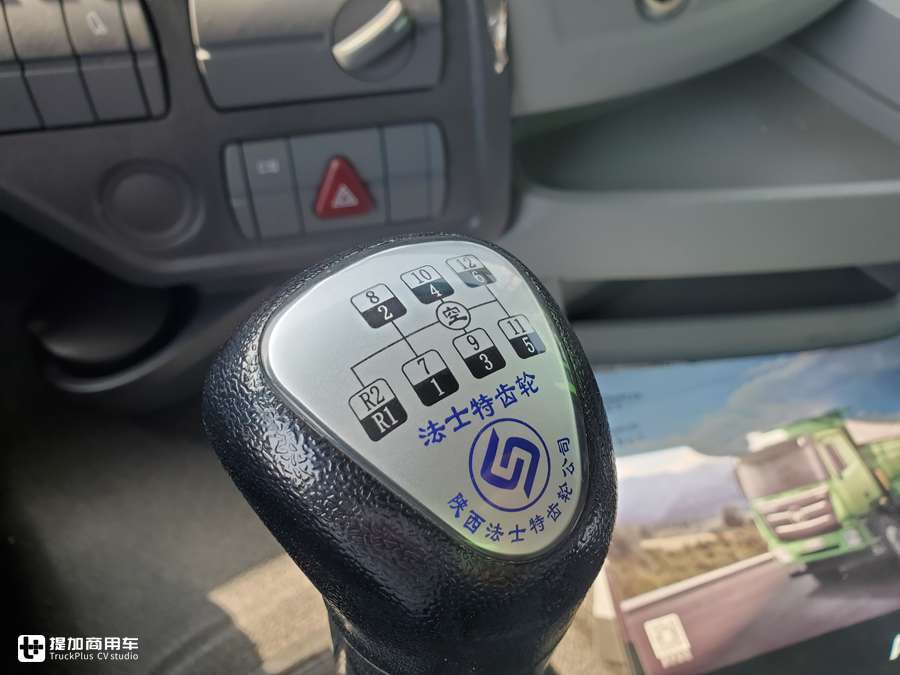 8 10 12
2 4 6
空
R2 7 9 11
R1 1 3 5
法士特齿轮
陕西法士特齿轮公司
提加商用车
TruckPlus CV studio